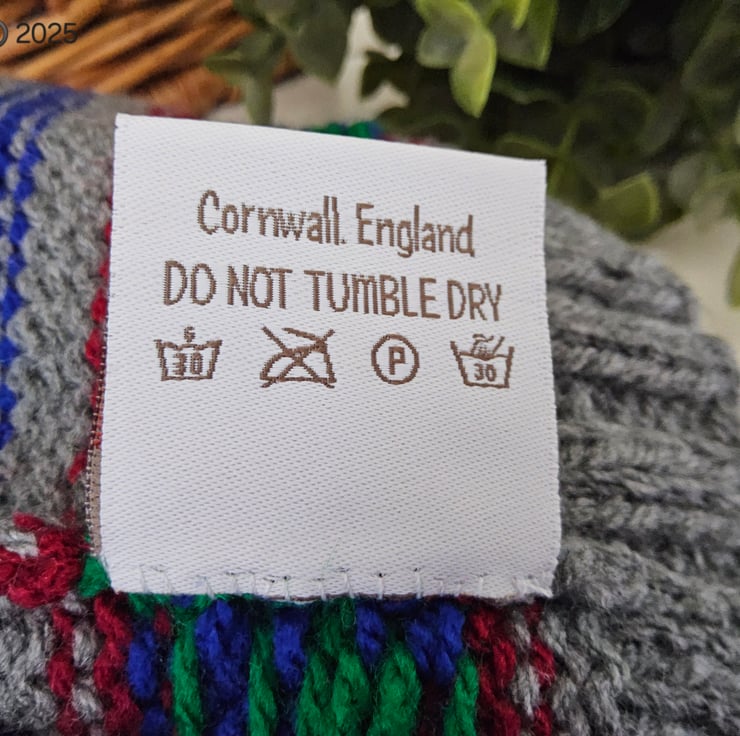 © 2025
Cornwall. England
DO NOT TUMBLE DRY
G
30 P 30